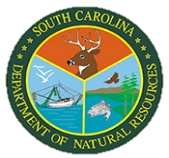 SOUTH CAROLINA
DEPARTMENT OF NATURAL RESOURCES